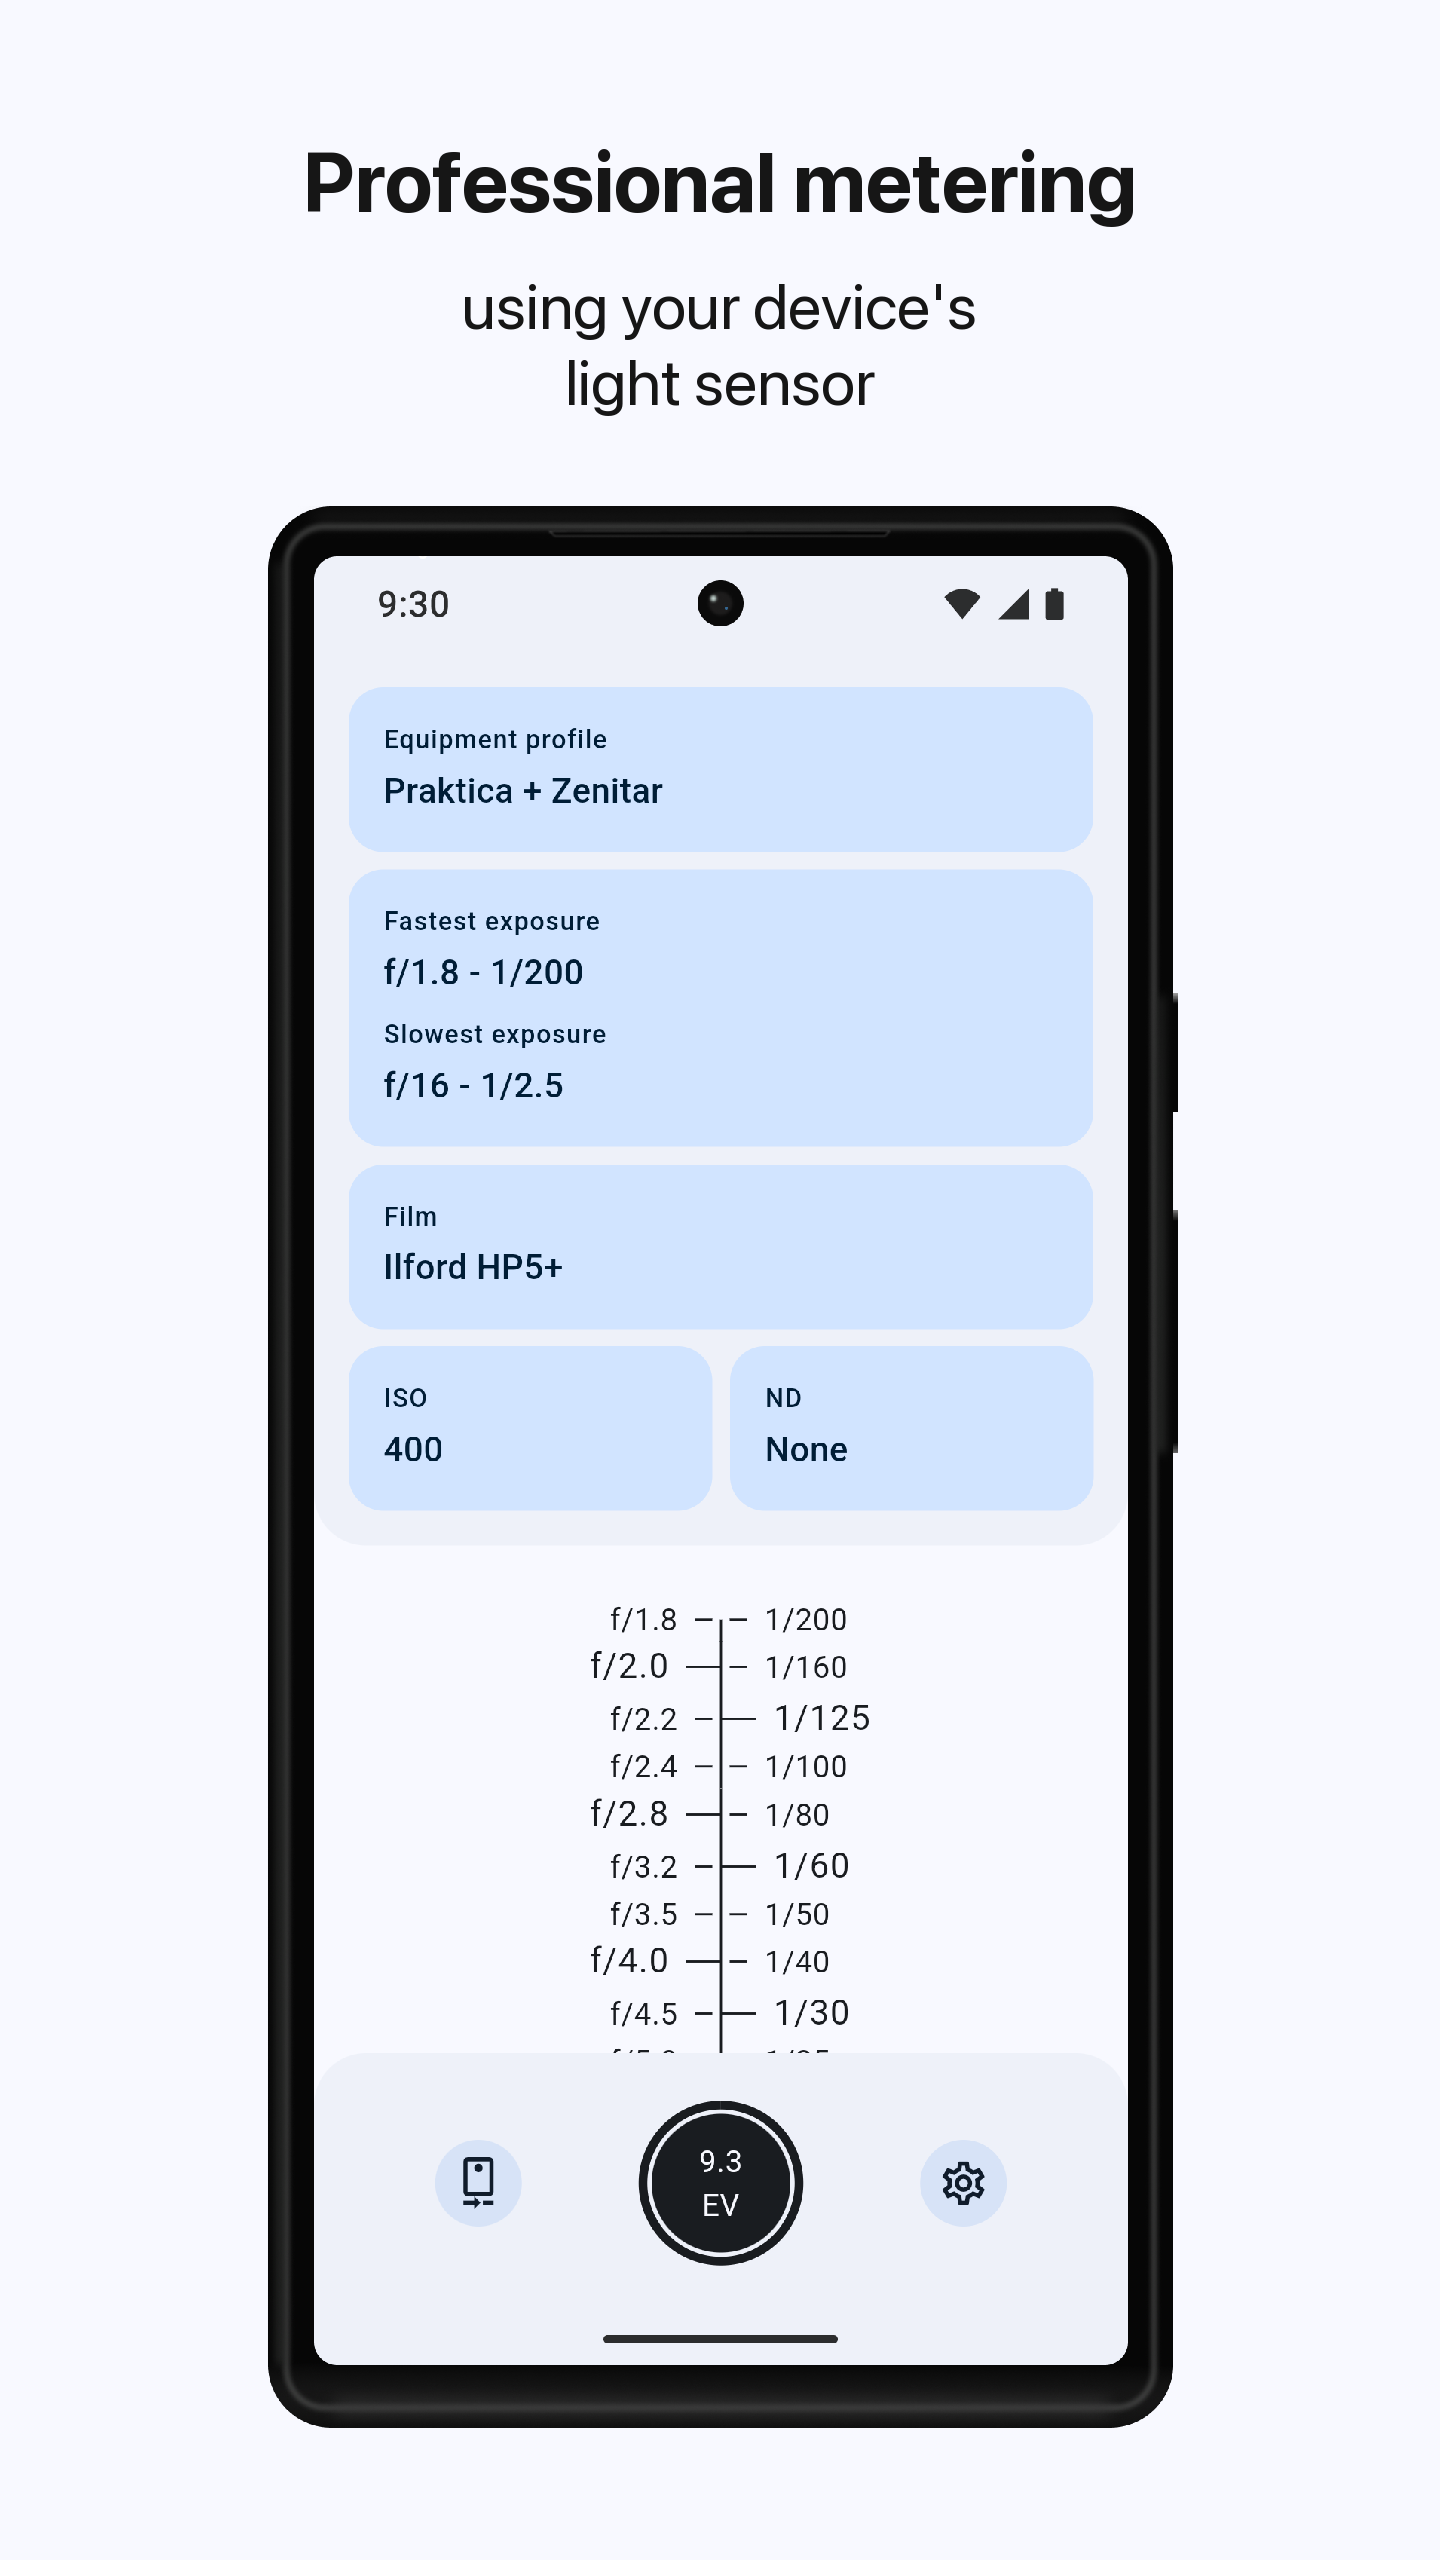 Professional metering
using your device's
light sensor
9:30
Equipment profile
Praktica + Zenitar
Fastest exposure
f/1.8 - 1/200
Slowest exposure
f/16 - 1/2.5
Film
Ilford HP5+
ISO
400
ND
None
f/1.8 1/200
f/2.0 1/160
f/2.2 1/125
f/2.4 1/100
f/2.8 1/80
f/3.2 1/60
f/3.5 1/50
f/4.0 1/40
f/4.5 1/30
9.3
EV